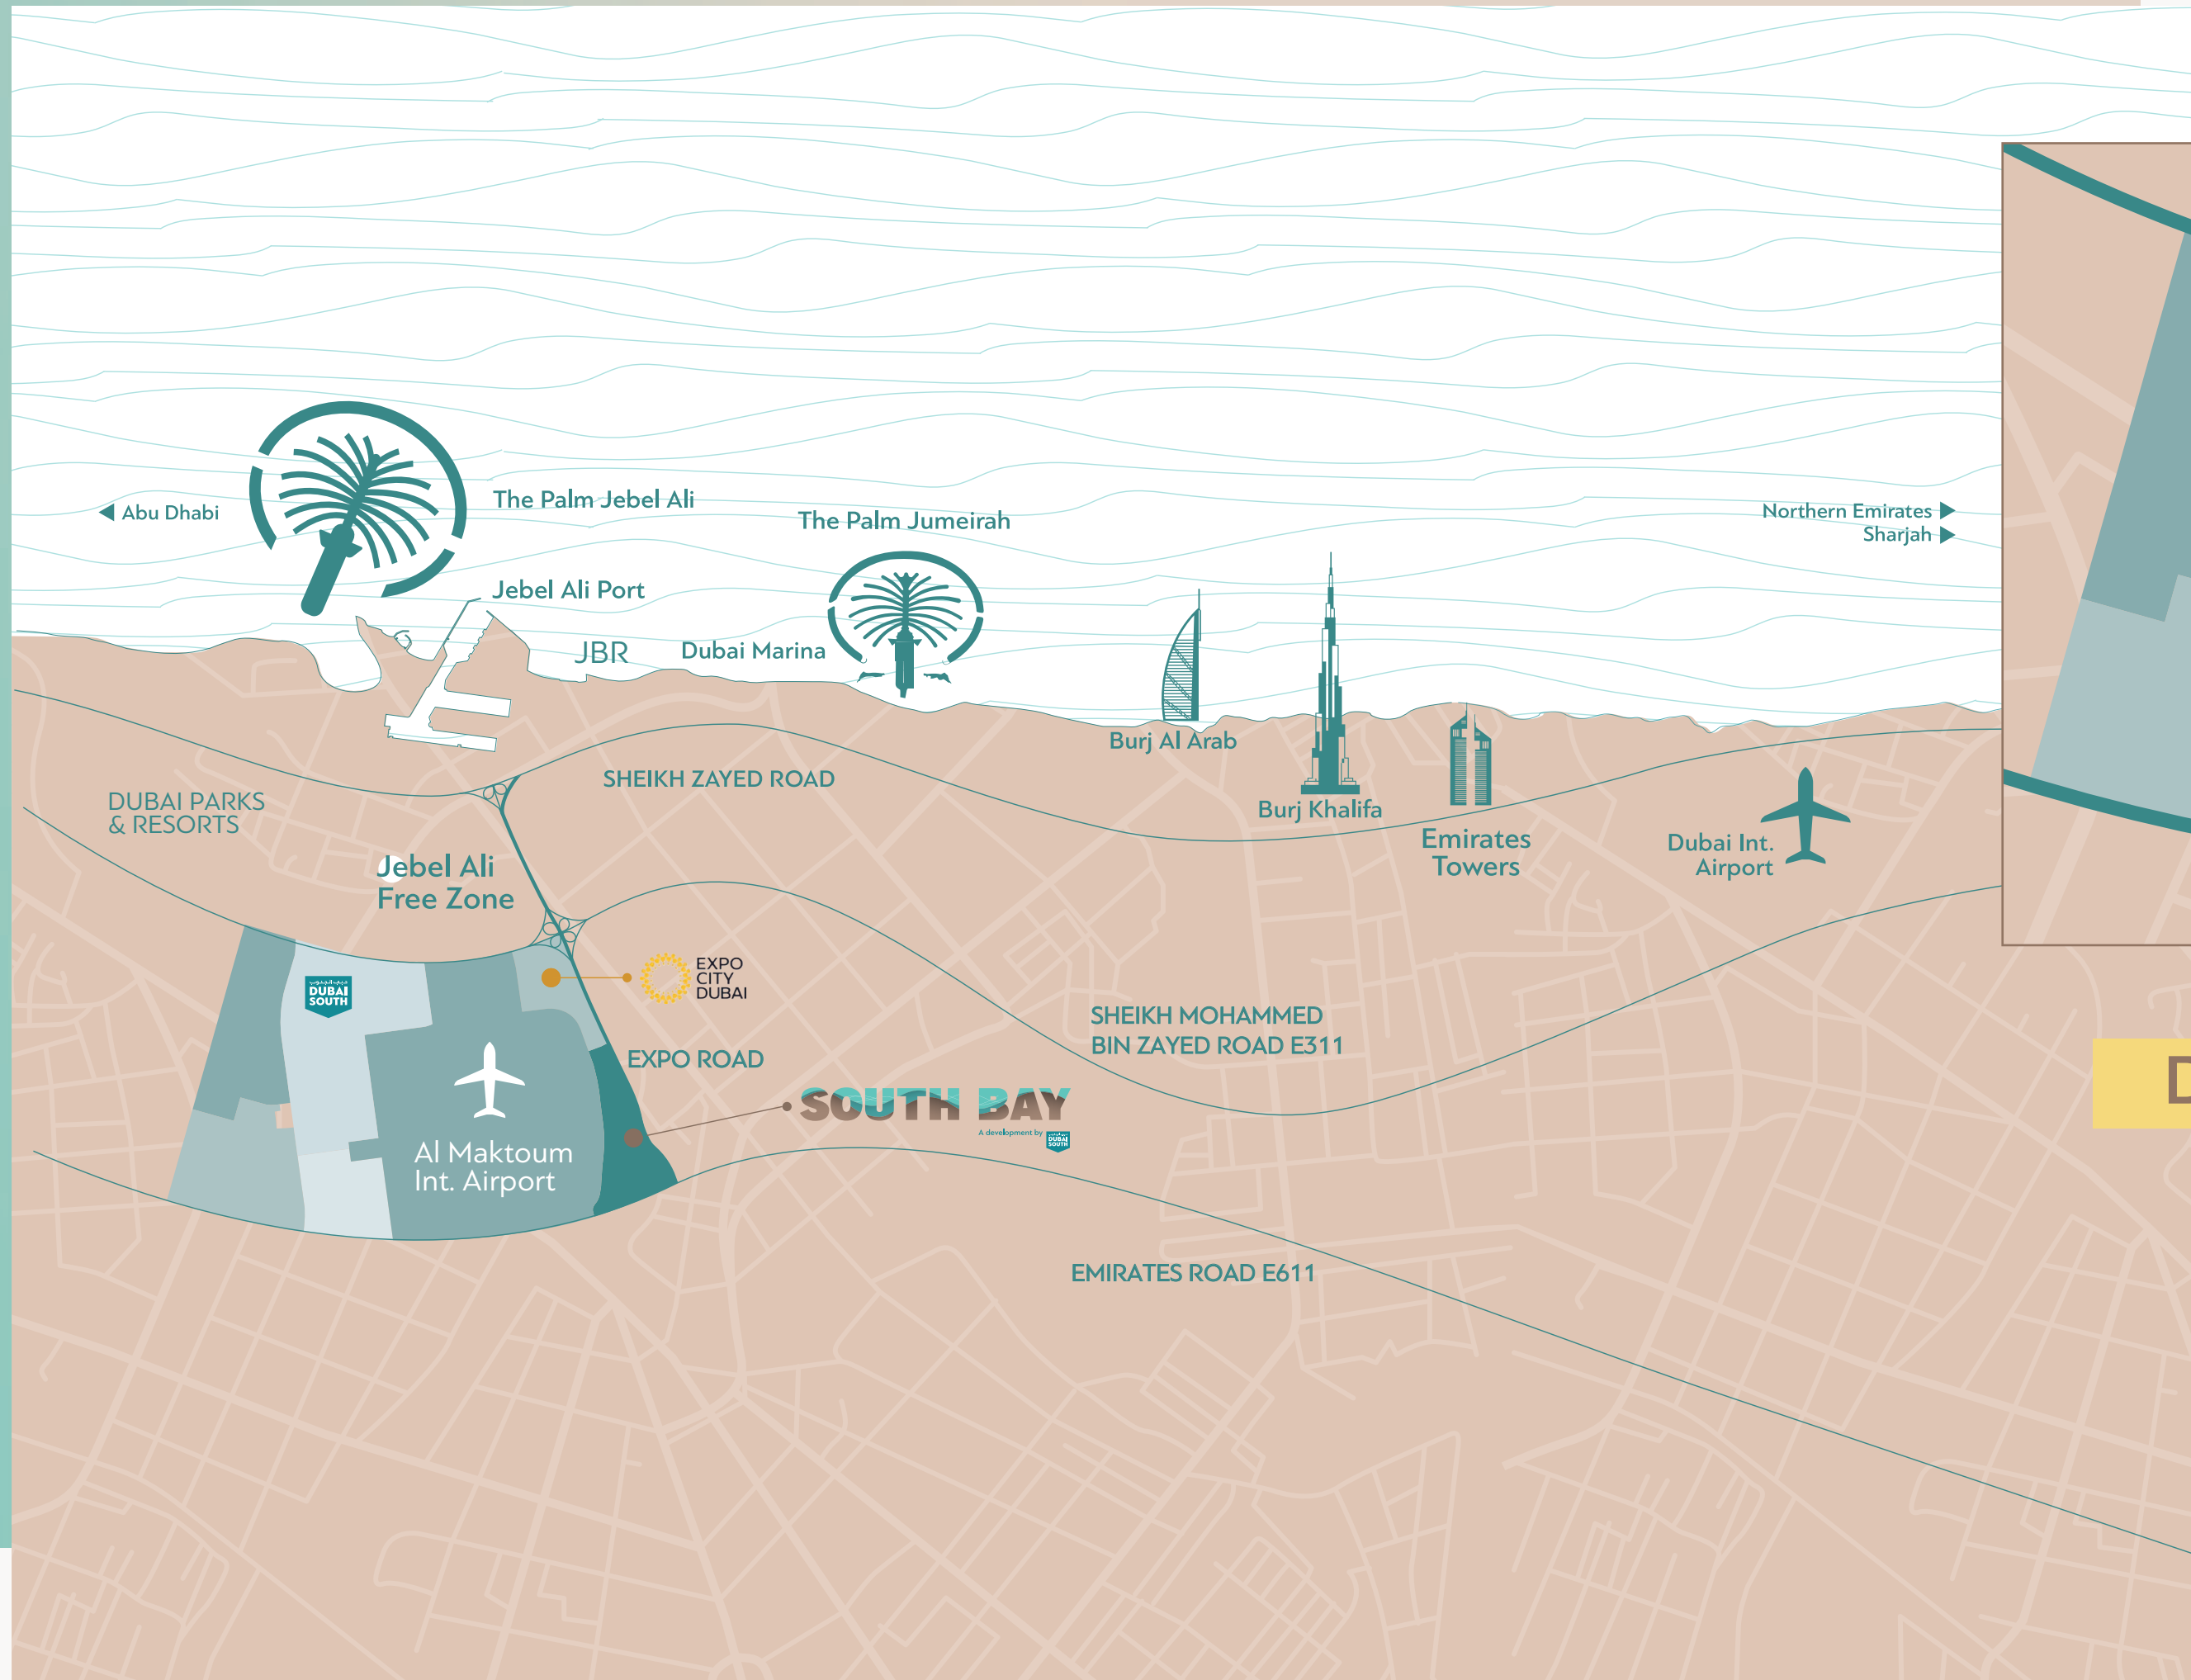 The Palm Jebel Ali
Abu Dhabi
The Palm Jumeirah
Northern Emirates
Sharjah
Jebel Ali Port
JBR
Dubai Marina
Burj Al Arab
SHEIKH ZAYED ROAD
DUBAI PARKS
& RESORTS
Burj Khalifa
Emirates
Towers
Dubai Int.
Airport
Jebel Ali
Free Zone
EXPO
CITY
DUBAI
DUBAI
SOUTH
SHEIKH MOHAMMED
BIN ZAYED ROAD E311
EXPO ROAD
SOUTH BAY
A development by
DUBAI
SOUTH
Al Maktoum
Int. Airport
EMIRATES ROAD E611